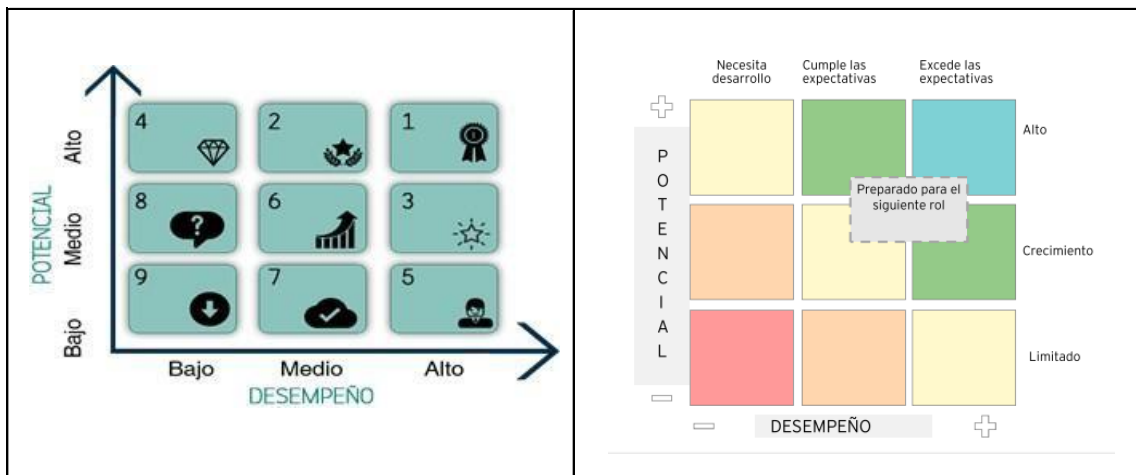 POTENCIAL
Alto
Medio
Bajo
4
2
1
8
?
6
3
9
7
5
Bajo
Medio
Alto
DESEMPEÑO
Necesita
desarrollo
Cumple las
expectativas
Excede las
expectativas
POTENCIAL
Alto
Preparado para el
siguiente rol
Crecimiento
Limitado
DESEMPEÑO